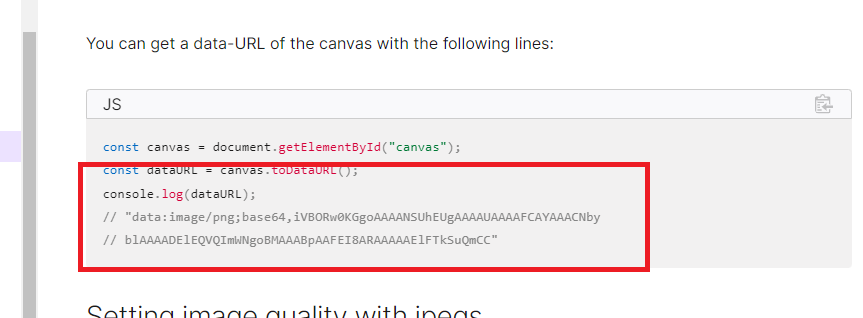 You can get a data-URL of the canvas with the following lines:
JS
const canvas = document.getElementById("canvas");
const dataURL = canvas.toDataURL();
console.log(dataURL);
// "data:image/png;base64,iVBORw0KGgoAAAANSUhEUgAAAAUAAAAFCAYAAACNby
// blAAAADElEQVQImWNgoBMAAABpAAFEI8ARAAAAAElFTkSuQmCC"
Setting image quality with jpegs